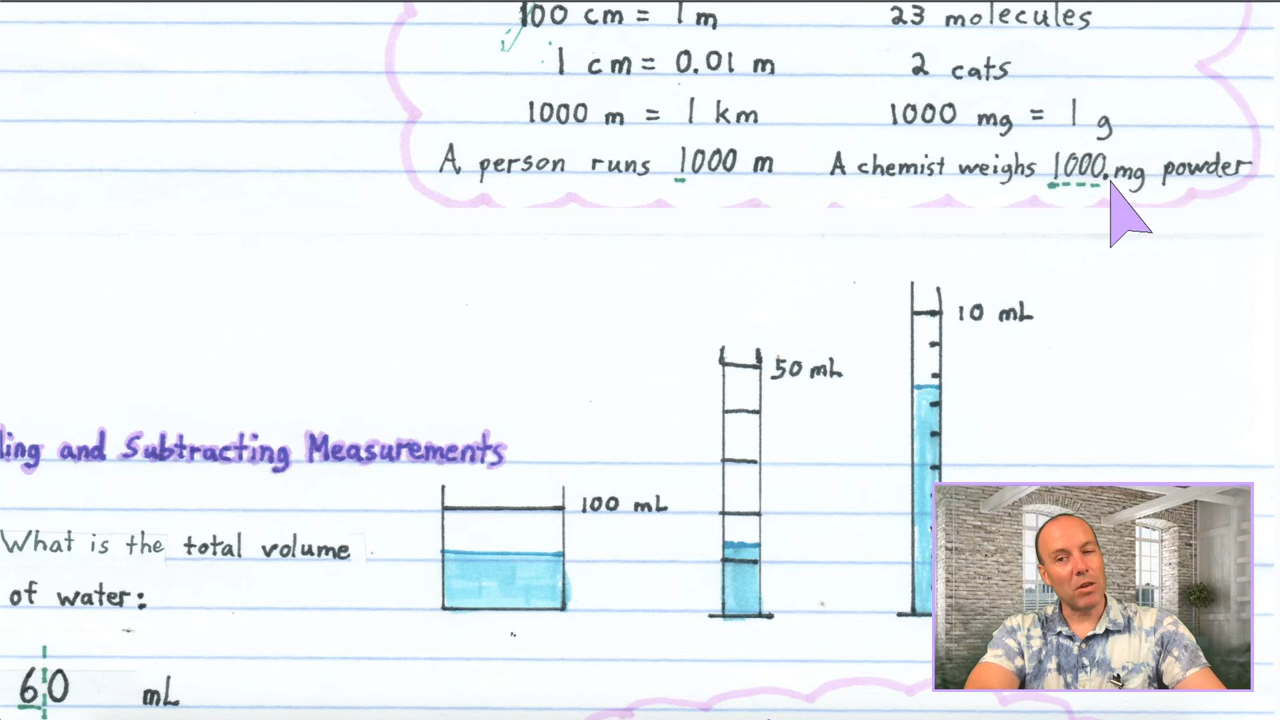 100 cm = 1 m
23 molecules
1 cm = 0.01 m
2 cats
1000 m = 1 km
1000 mg = 1 g
A person runs 1000 m
A chemist weighs 1000. mg powder
10 mL
50 mL
and Subtracting Measurements
100 mL
What is the total volume
of water:
60 mL